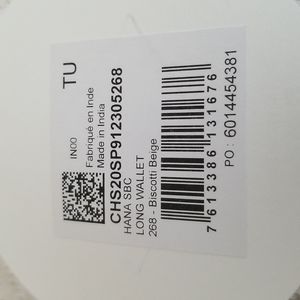 TU
IN00
Fabriqué en Inde
Made in India
CHS20SP912305268
HANA SBC
LONG WALLET
268 - Biscotti Beige
7613386131676
PO : 6014454381